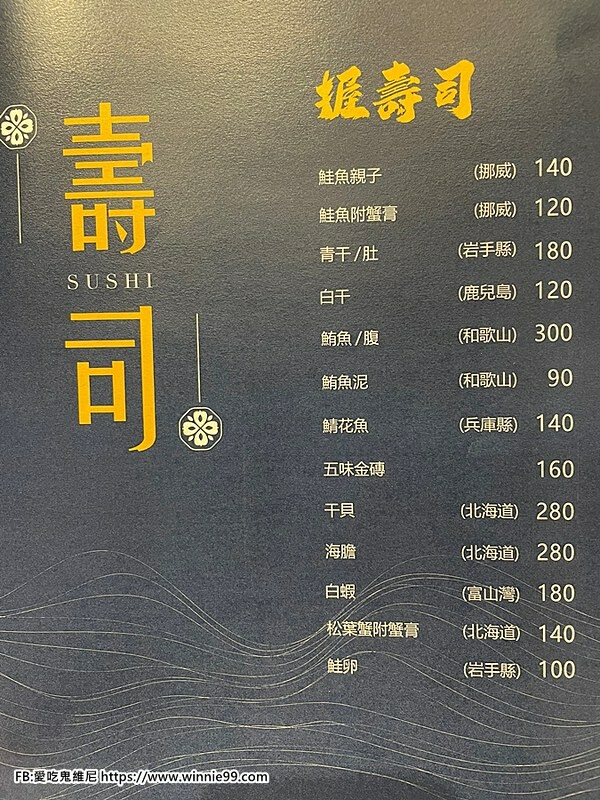 壽司
SUSHI
握壽司
鮭魚親子 (挪威) 140
鮭魚附蟹膏 (挪威) 120
青干/肚 (岩手縣) 180
白干 (鹿兒島) 120
鮪魚/腹 (和歌山) 300
鮪魚泥 (和歌山) 90
鯖花魚 (兵庫縣) 140
五味金磚 160
干貝 (北海道) 280
海膽 (北海道) 280
白蝦 (富山灣) 180
松葉蟹附蟹膏 (北海道) 140
鮭卵 (岩手縣) 100
FB:愛吃鬼維尼 https://www.winnie99.com